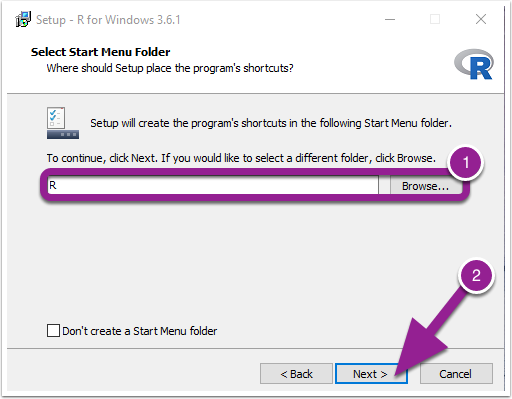 Setup - R for Windows 3.6.1
Select Start Menu Folder
Where should Setup place the program's shortcuts?
R
Setup will create the program's shortcuts in the following Start Menu folder.
To continue, click Next. If you would like to select a different folder, click Browse.
1
R Browse...
2
Don't create a Start Menu folder
< Back Next > Cancel